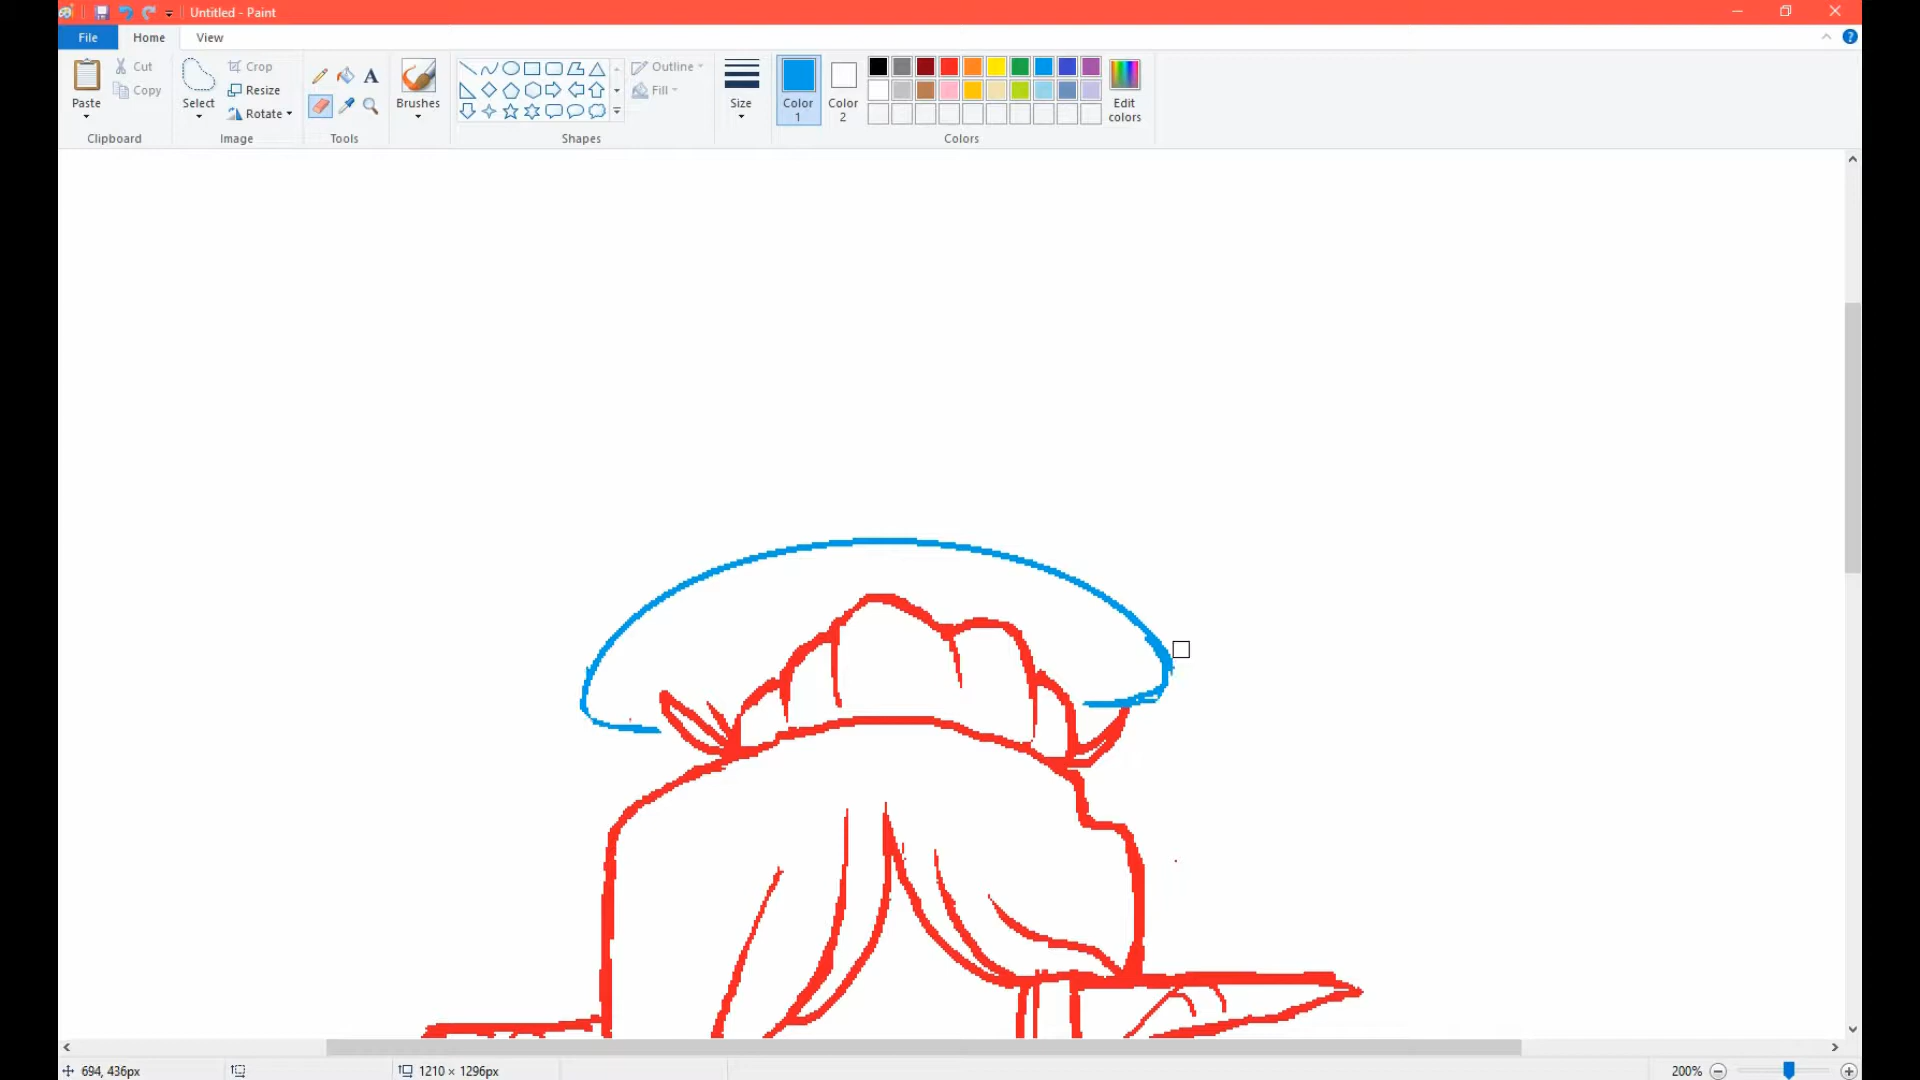 Untitled - Paint
File Home View
Paste
Cut
Copy
Clipboard
Select
Crop
Resize
Rotate
Image
A
Tools
Brushes
Outline
Fill
Shapes
Size
Color 1
Color 2
Edit colors
Colors
694, 436px
1210 × 1296px
200%